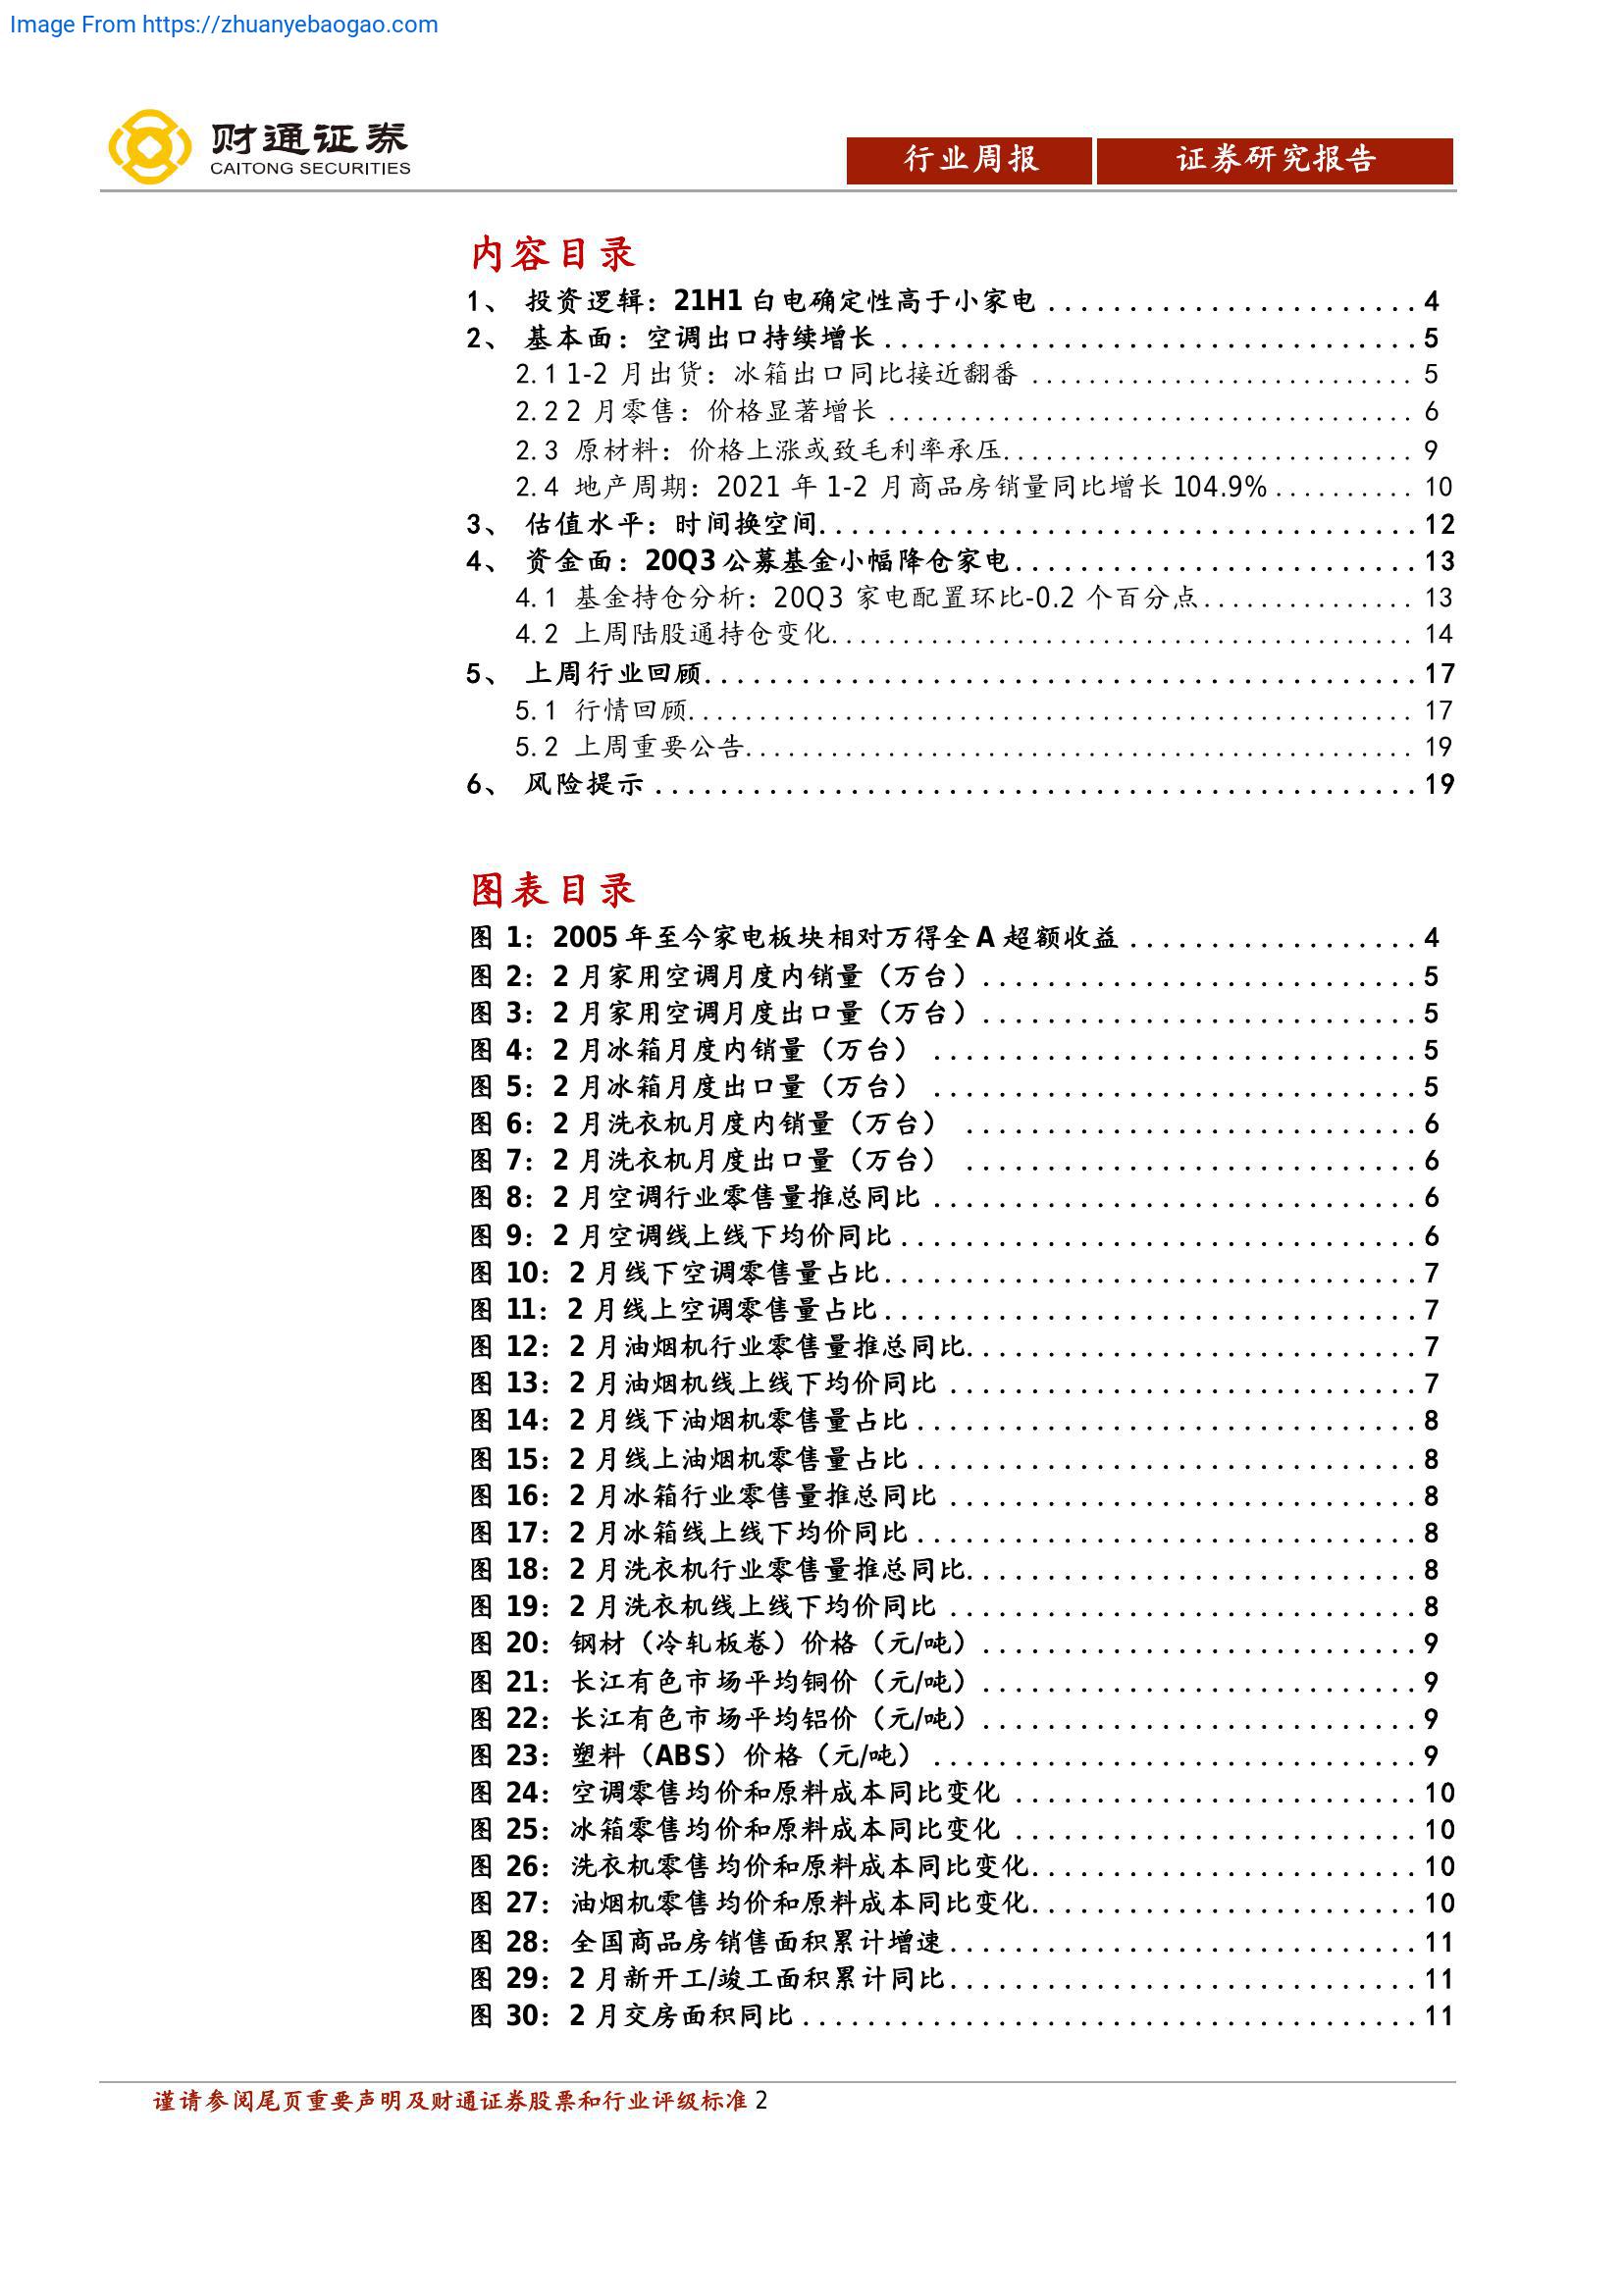 Image From https://zhuanyebaogao.com
财通证券
CAITONG SECURITIES
行业周报 证券研究报告
内容目录
1、 投资逻辑：21H1 白电确定性高于小家电 ....................... 4
2、 基本面：空调出口持续增长 ................................. 5
2.1 1-2 月出货：冰箱出口同比接近翻番 ........................... 5
2.2 2 月零售：价格显著增长 ..................................... 6
2.3 原材料：价格上涨或致毛利率承压............................. 9
2.4 地产周期：2021 年 1-2 月商品房销量同比增长 104.9% .......... 10
3、 估值水平：时间换空间..................................... 12
4、 资金面：20Q3 公募基金小幅降仓家电......................... 13
4.1 基金持仓分析：20Q3 家电配置环比-0.2 个百分点............... 13
4.2 上周陆股通持仓变化......................................... 14
5、 上周行业回顾............................................. 17
5.1 行情回顾................................................... 17
5.2 上周重要公告............................................... 19
6、 风险提示 ............................................... 19
图表目录
图 1：2005 年至今家电板块相对万得全 A 超额收益 .................. 4
图 2：2 月家用空调月度内销量（万台） ........................... 5
图 3：2 月家用空调月度出口量（万台） ........................... 5
图 4：2 月冰箱月度内销量（万台） .............................. 5
图 5：2 月冰箱月度出口量（万台） .............................. 5
图 6：2 月洗衣机月度内销量（万台） ............................ 6
图 7：2 月洗衣机月度出口量（万台） ............................ 6
图 8：2 月空调行业零售量推总同比 .............................. 6
图 9：2 月空调线上线下均价同比 ................................ 6
图 10：2 月线下空调零售量占比................................. 7
图 11：2 月线上空调零售量占比................................. 7
图 12：2 月油烟机行业零售量推总同比............................ 7
图 13：2 月油烟机线上线下均价同比 ............................. 7
图 14：2 月线下油烟机零售量占比 ............................... 8
图 15：2 月线上油烟机零售量占比 ............................... 8
图 16：2 月冰箱行业零售量推总同比 ............................. 8
图 17：2 月冰箱线上线下均价同比 ............................... 8
图 18：2 月洗衣机行业零售量推总同比............................ 8
图 19：2 月洗衣机线上线下均价同比 ............................. 8
图 20：钢材（冷轧板卷）价格（元/吨） ........................... 9
图 21：长江有色市场平均铜价（元/吨） ........................... 9
图 22：长江有色市场平均铝价（元/吨） ........................... 9
图 23：塑料（ABS）价格（元/吨） .............................. 9
图 24：空调零售均价和原料成本同比变化 ......................... 10
图 25：冰箱零售均价和原料成本同比变化 ......................... 10
图 26：洗衣机零售均价和原料成本同比变化........................ 10
图 27：油烟机零售均价和原料成本同比变化........................ 10
图 28：全国商品房销售面积累计增速 ............................. 11
图 29：2 月新开工/竣工面积累计同比............................. 11
图 30：2 月交房面积同比 ...................................... 11
谨请参阅尾页重要声明及财通证券股票和行业评级标准 2